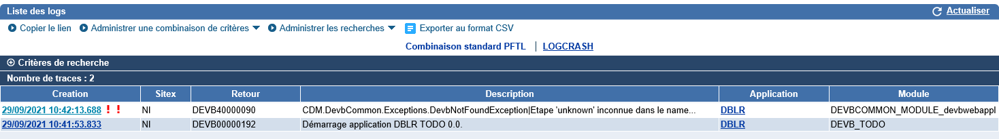 Liste des logs Actualiser
Copier le lien Administrer une combinaison de critères Administrer les recherches Exporter au format CSV
Combinaison standard PFTL | LOGCRASH
Critères de recherche
Nombre de traces : 2
Creation Sitex Retour Description Application Module
29/09/2021 10:42:13.688 ! ! NI DEVB40000090 CDM.DevbCommon.Exceptions.DevbNotFoundException|Etape 'unknown' inconnue dans le name... DBLR DEVBCOMMON_MODULE_devbwebappl
29/09/2021 10:41:53.833 NI DEVB00000192 Démarrage application DBLR TODO 0.0. DBLR DEVB_TODO